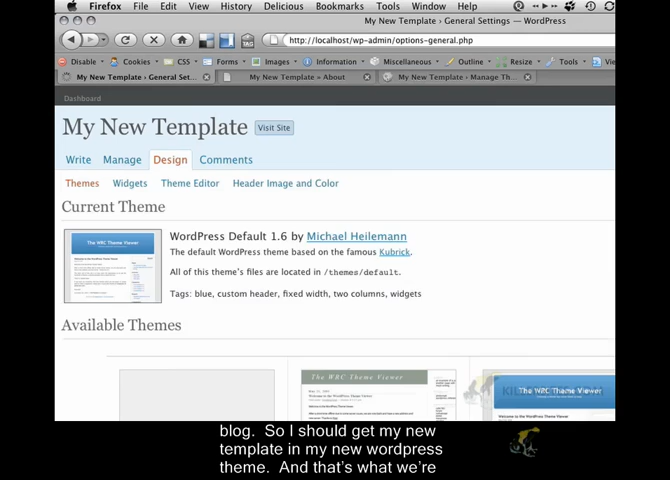 Firefox File Edit View History Delicious Bookmarks Tools Window Help
My New Template › General Settings — WordPress
http://localhost/wp-admin/options-general.php
Disable Cookies CSS Forms Images Information Miscellaneous Outline Resize Tools
My New Template › General Set... My New Template » About My New Template › Manage Th...
Dashboard
My New Template Visit Site
Write Manage Design Comments
Themes Widgets Theme Editor Header Image and Color
Current Theme
WordPress Default 1.6 by Michael Heilemann
The default WordPress theme based on the famous Kubrick.
All of this theme's files are located in /themes/default.
Tags: blue, custom header, fixed width, two columns, widgets
The WRC Theme Viewer
Available Themes
The WRC Theme Viewer
The WRC Theme Viewer
blog. So I should get my new
template in my new wordpress
theme. And that's what we're